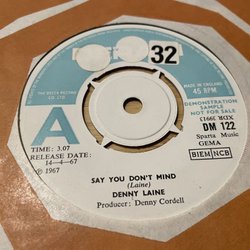 THE DECCA RECORD
CO. LTD.
32
MADE IN ENGLAND
45 RPM
DEMONSTRATION
SAMPLE
NOT FOR SALE
XDR 39913
DM 122
Sparta Music
GEMA
BIEM NCB
A
TIME: 3.07
RELEASE DATE:
14-4-67
℗ 1967
SAY YOU DON'T MIND
(Laine)
DENNY LAINE
Producer: Denny Cordell